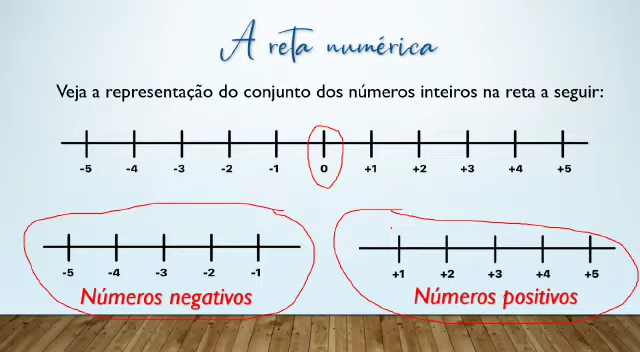 A reta numérica
Veja a representação do conjunto dos números inteiros na reta a seguir:
-5 -4 -3 -2 -1 0 +1 +2 +3 +4 +5
-5 -4 -3 -2 -1
Números negativos
+1 +2 +3 +4 +5
Números positivos